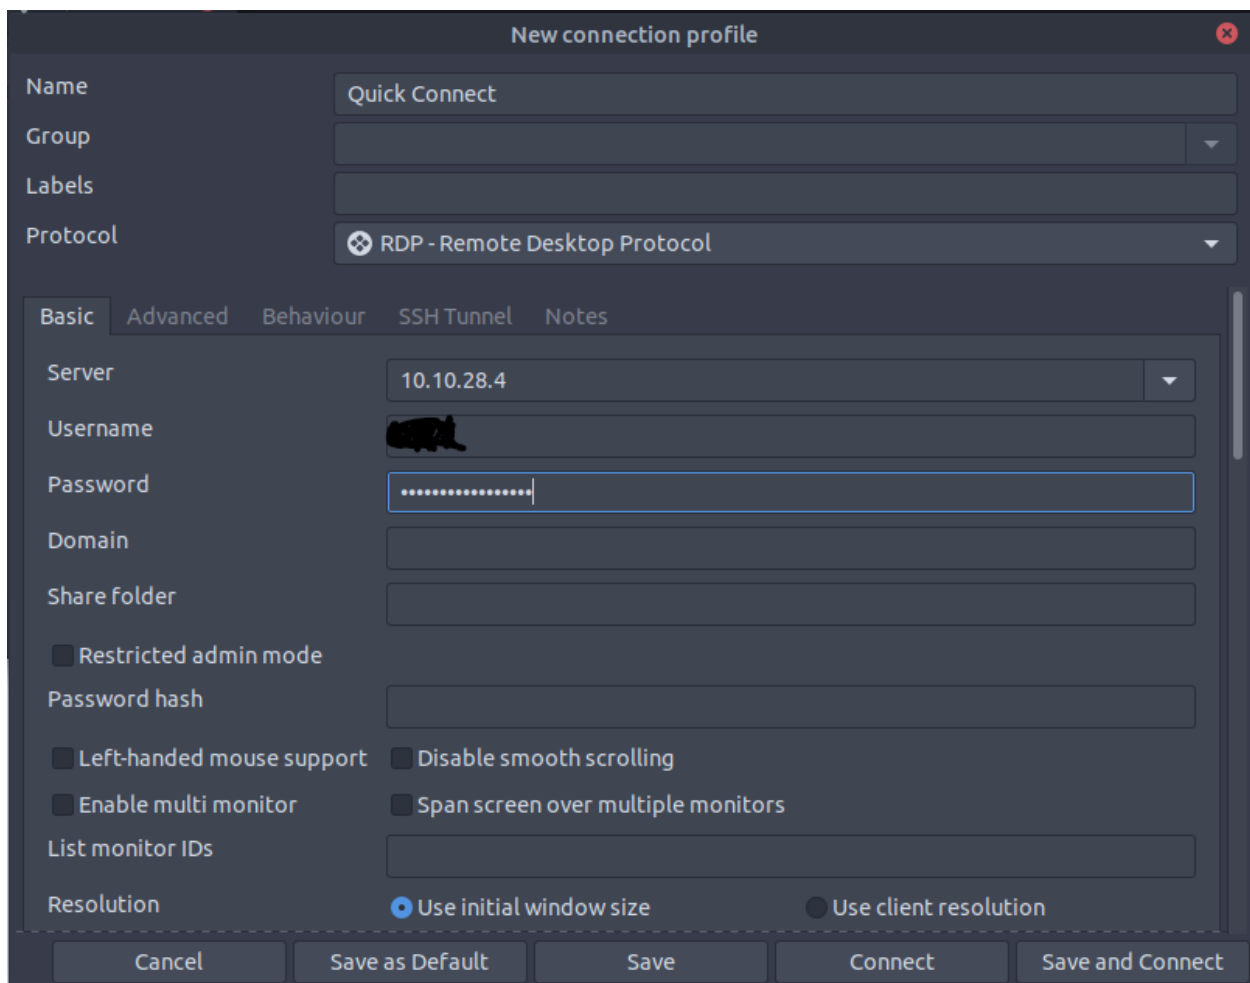 New connection profile
Name
Quick Connect
Group
Labels
Protocol
RDP - Remote Desktop Protocol
Basic Advanced Behaviour SSH Tunnel Notes
Server
10.10.28.4
Username
Password
•••••••••••••••••
Domain
Share folder
Restricted admin mode
Password hash
Left-handed mouse support Disable smooth scrolling
Enable multi monitor Span screen over multiple monitors
List monitor IDs
Resolution Use initial window size Use client resolution
Cancel Save as Default Save Connect Save and Connect